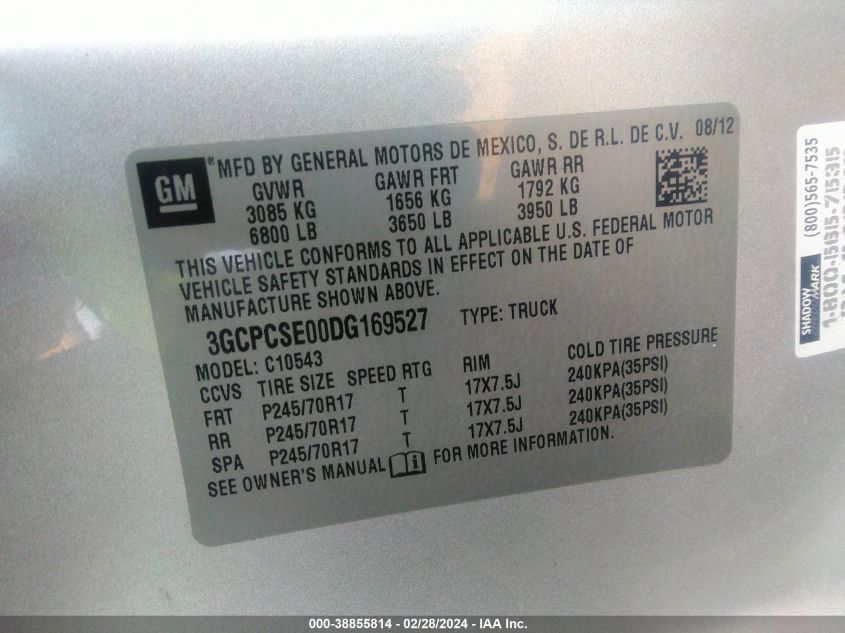 GM
® MFD BY GENERAL MOTORS DE MEXICO, S. DE R.L. DE C.V. 08/12
GVWR GAWR FRT GAWR RR
3085 KG 1656 KG 1792 KG
6800 LB 3650 LB 3950 LB
THIS VEHICLE CONFORMS TO ALL APPLICABLE U.S. FEDERAL MOTOR
VEHICLE SAFETY STANDARDS IN EFFECT ON THE DATE OF
MANUFACTURE SHOWN ABOVE.
3GCPCSE00DG169527 TYPE: TRUCK
MODEL: C10543
CCVS TIRE SIZE SPEED RTG RIM COLD TIRE PRESSURE
FRT P245/70R17 T 17X7.5J 240KPA(35PSI)
RR P245/70R17 T 17X7.5J 240KPA(35PSI)
SPA P245/70R17 T 17X7.5J 240KPA(35PSI)
SEE OWNER'S MANUAL i FOR MORE INFORMATION.
SHADOW
MARK
(800)565-7535
000-38855814 - 02/28/2024 - IAA Inc.